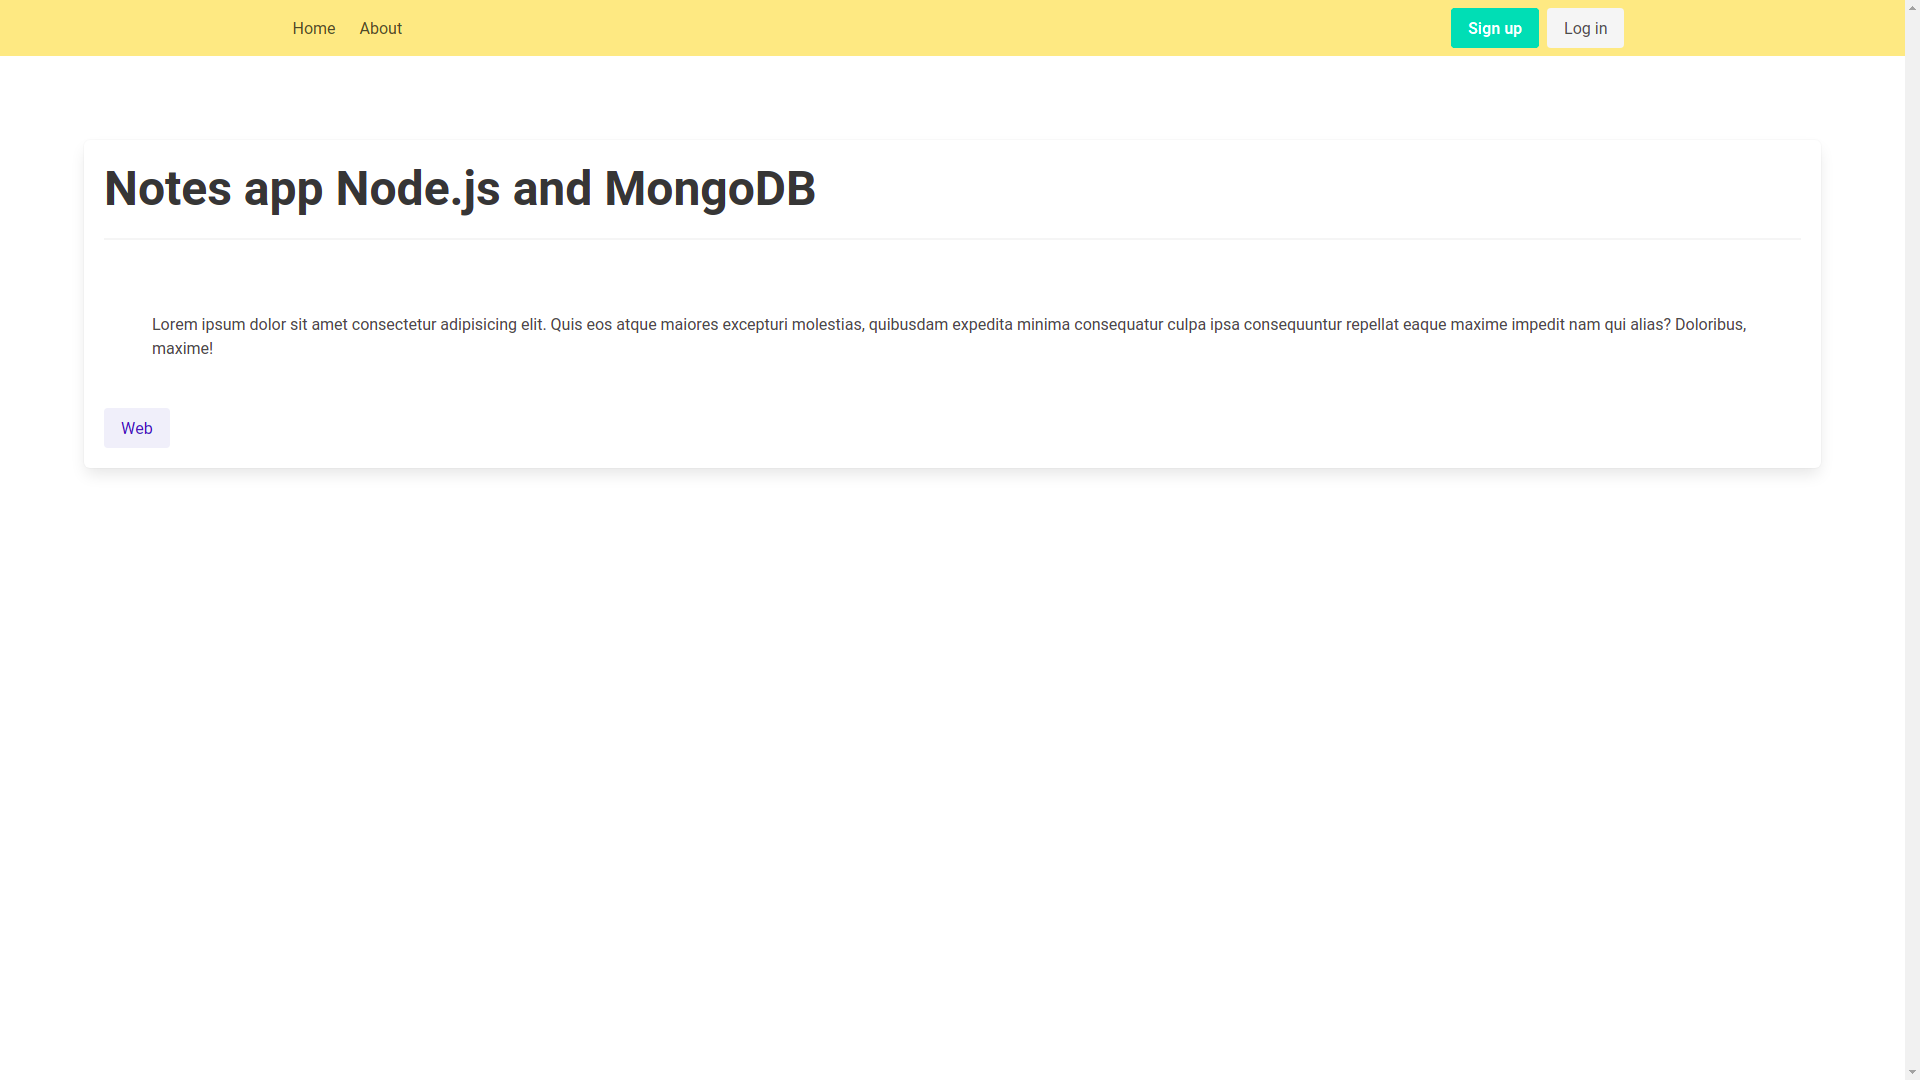 Home About Sign up Log in
Notes app Node.js and MongoDB
Lorem ipsum dolor sit amet consectetur adipisicing elit. Quis eos atque maiores excepturi molestias, quibusdam expedita minima consequatur culpa ipsa consequuntur repellat eaque maxime impedit nam qui alias? Doloribus,
maxime!
Web